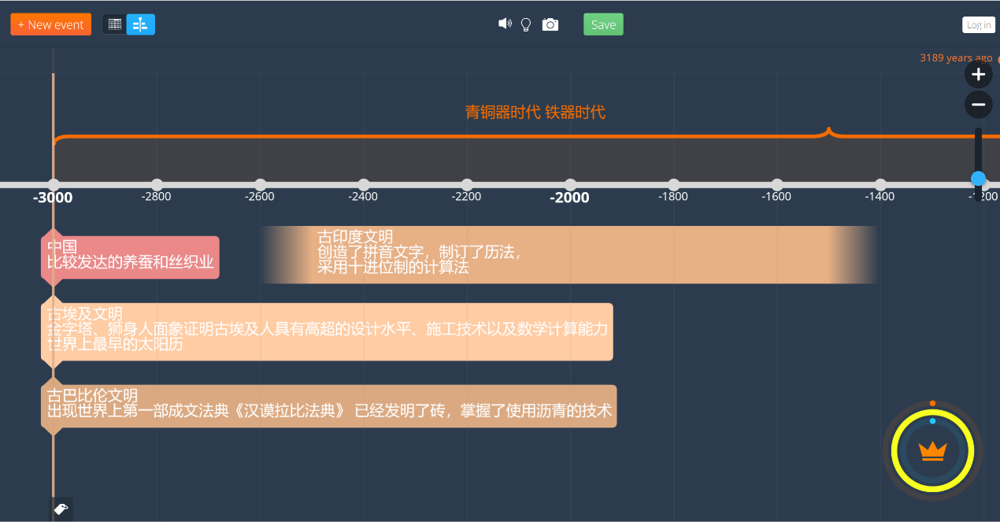 + New event
Save
Log in
3189 years ago
青铜器时代 铁器时代
-3000 -2800 -2600 -2400 -2200 -2000 -1800 -1600 -1400 -1200
中国
比较发达的养蚕和丝织业
古印度文明
创造了拼音文字，制订了历法，
采用十进位制的计算法
古埃及文明
金字塔、狮身人面象证明古埃及人具有高超的设计水平、施工技术以及数学计算能力
世界上最早的太阳历
古巴比伦文明
出现世界上第一部成文法典《汉谟拉比法典》 已经发明了砖，掌握了使用沥青的技术